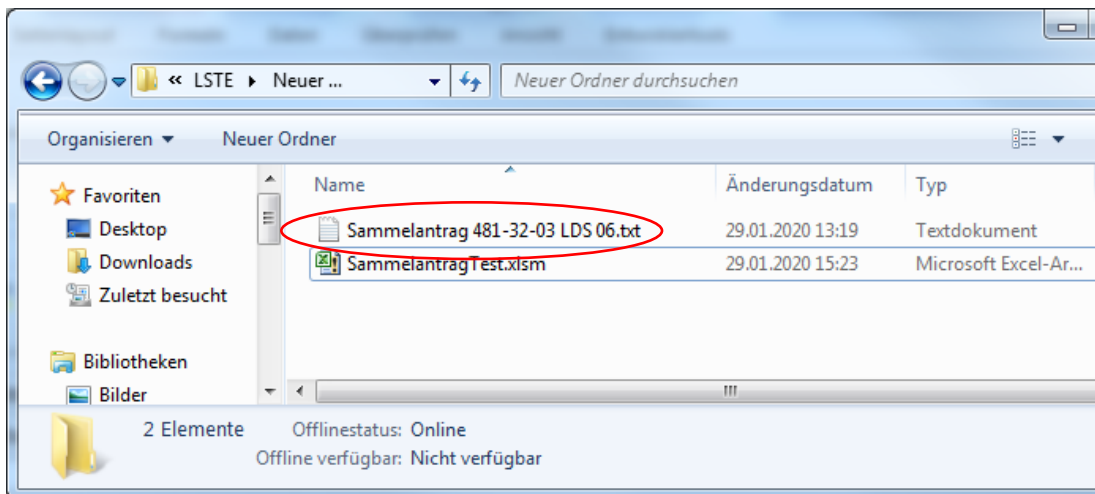 « LSTE ▸ Neuer ...
Neuer Ordner durchsuchen
Organisieren
Neuer Ordner
Favoriten
Desktop
Downloads
Zuletzt besucht
Bibliotheken
Bilder
Name Änderungsdatum Typ
Sammelantrag 481-32-03 LDS 06.txt 29.01.2020 13:19 Textdokument
SammelantragTest.xlsm 29.01.2020 15:23 Microsoft Excel-Ar...
2 Elemente Offlinestatus: Online
Offline verfügbar: Nicht verfügbar